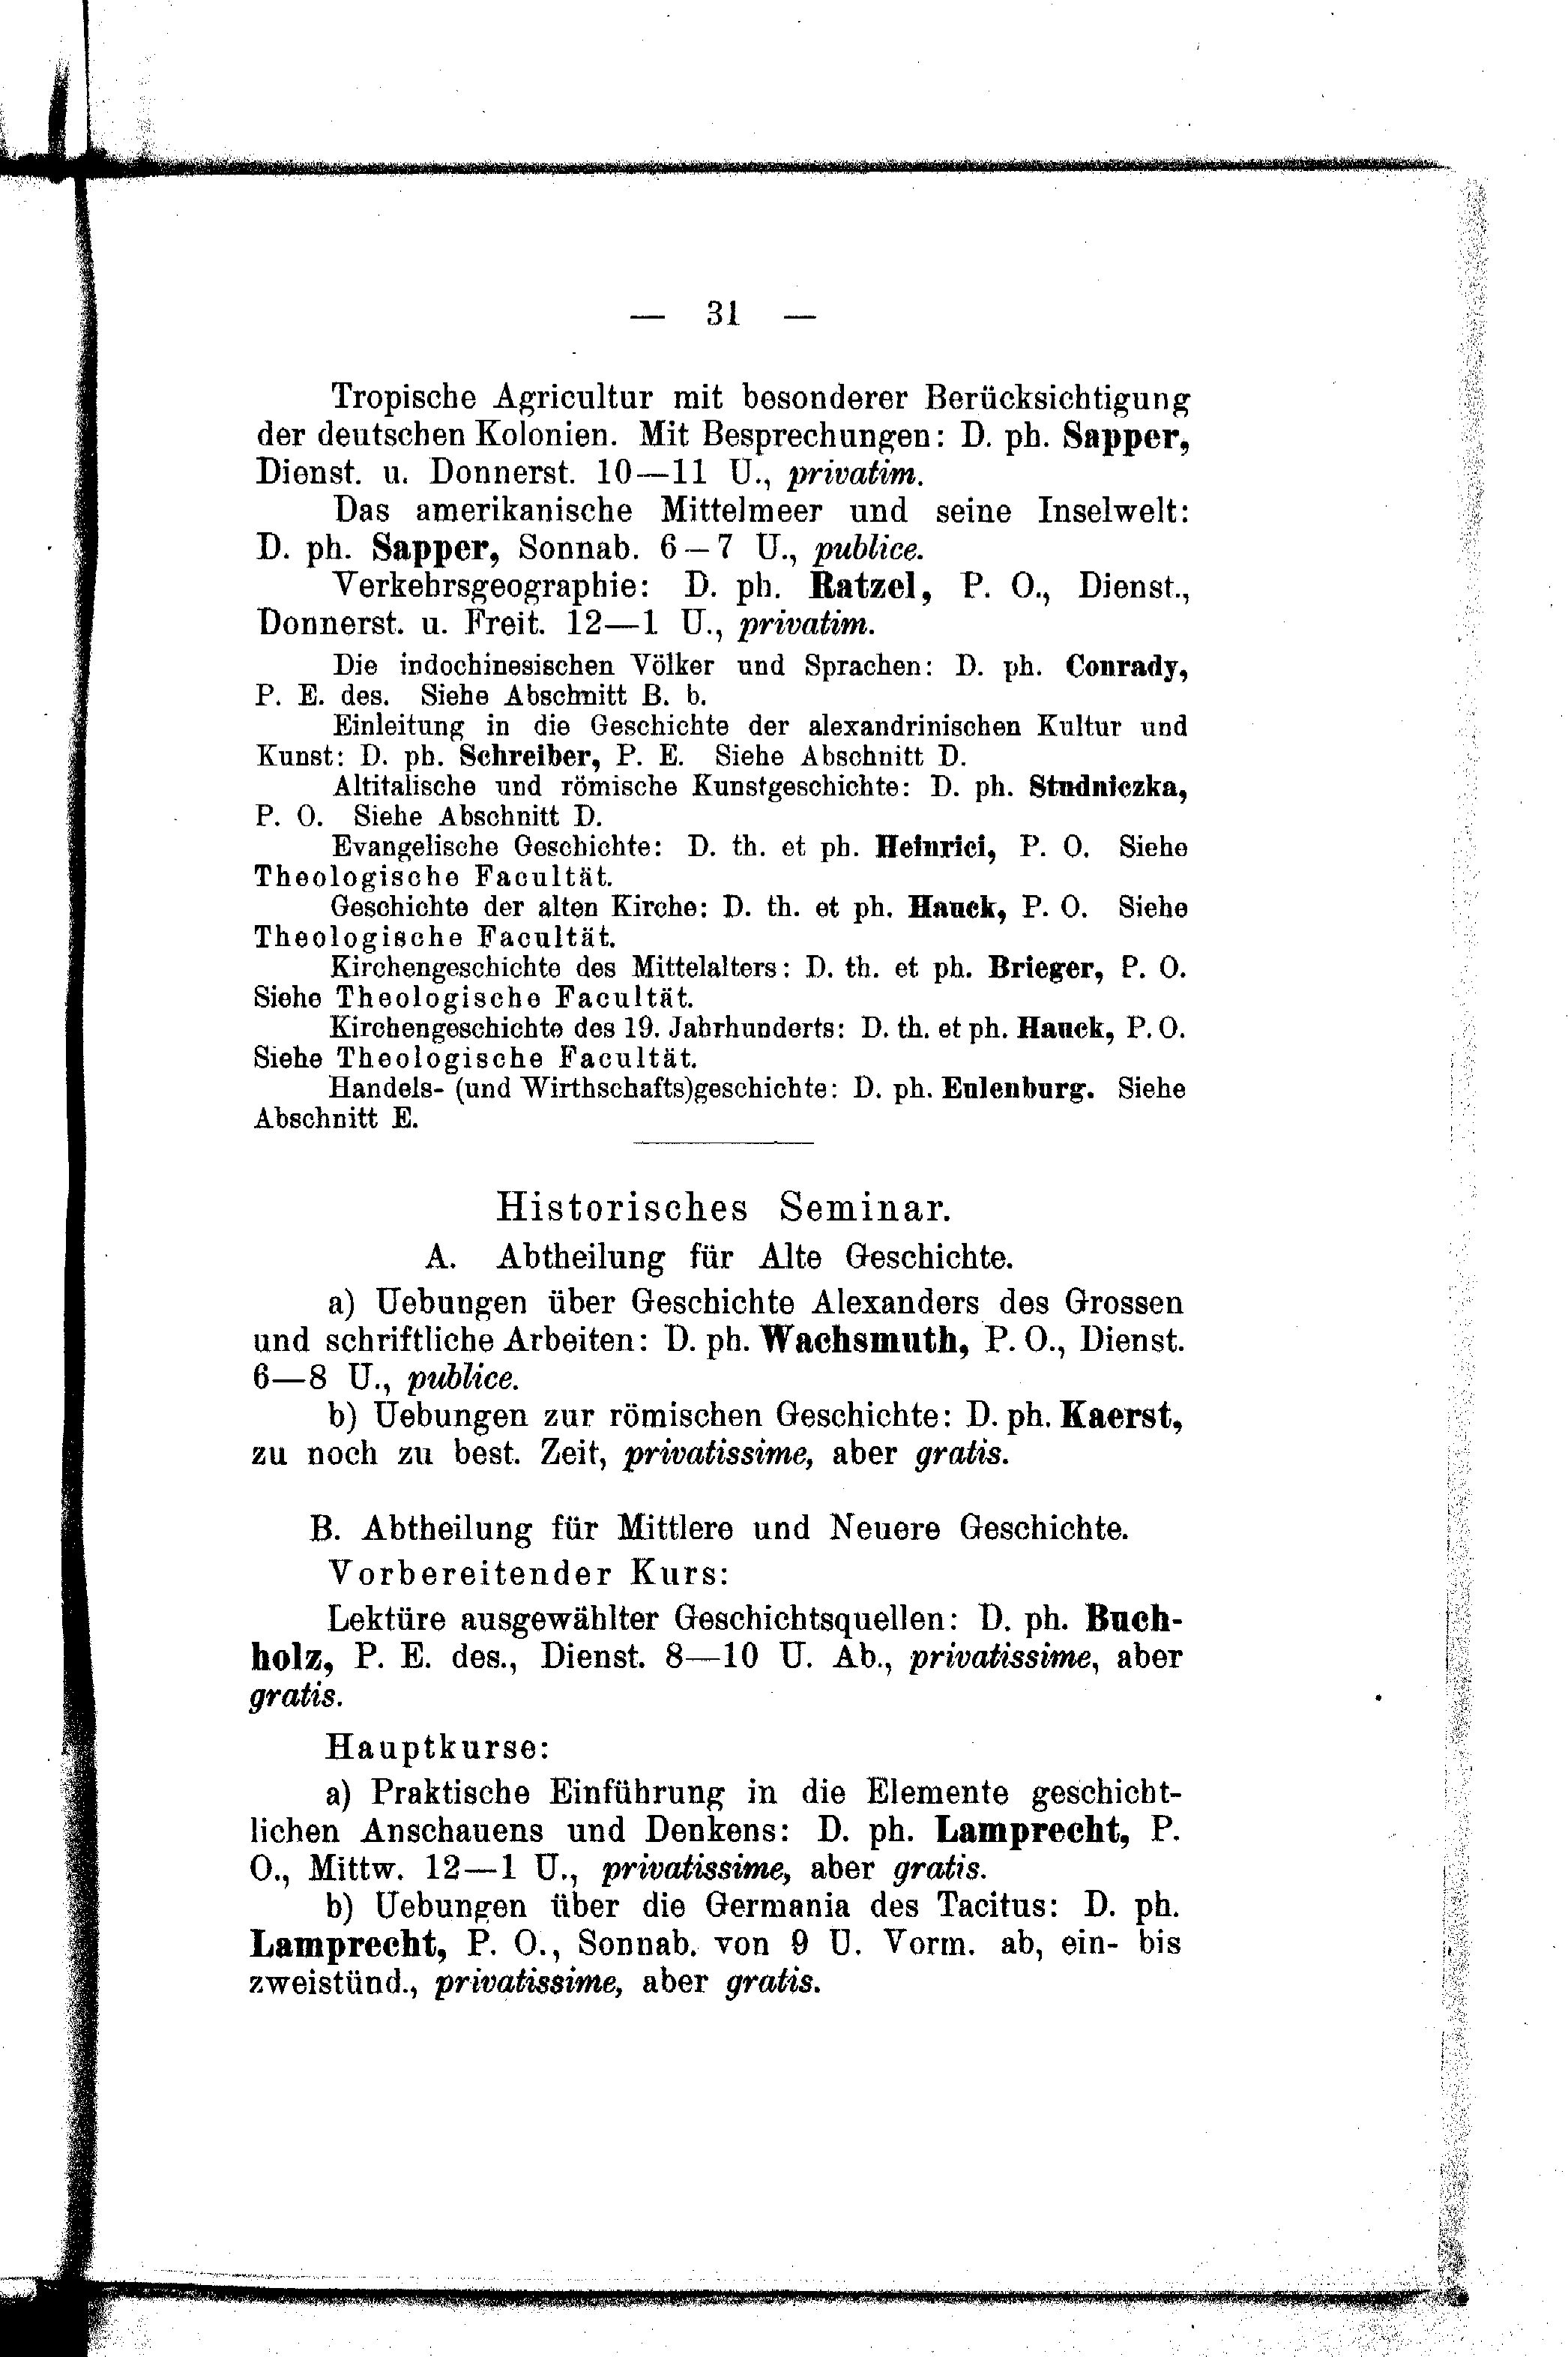 — 31 —
Tropische Agricultur mit besonderer Berücksichtigung
der deutschen Kolonien. Mit Besprechungen: D. ph. Sapper,
Dienst. u. Donnerst. 10—11 U., privatim.
Das amerikanische Mittelmeer und seine Inselwelt:
D. ph. Sapper, Sonnab. 6–7 U., publice.
Verkehrsgeographie: D. ph. Ratzel, P. O., Dienst.,
Donnerst. u. Freit. 12—1 U., privatim.
Die indochinesischen Völker und Sprachen: D. ph. Conrady,
P. E. des. Siehe Abschnitt B. b.
Einleitung in die Geschichte der alexandrinischen Kultur und
Kunst: D. ph. Schreiber, P. E. Siehe Abschnitt D.
Altitalische und römische Kunstgeschichte: D. ph. Studniczka,
P. O. Siehe Abschnitt D.
Evangelische Geschichte: D. th. et ph. Heinrici, P. O. Siehe
Theologische Facultät.
Geschichte der alten Kirche: D. th. et ph. Hauck, P. O. Siehe
Theologische Facultät.
Kirchengeschichte des Mittelalters: D. th. et ph. Brieger, P. O.
Siehe Theologische Facultät.
Kirchengeschichte des 19. Jahrhunderts: D. th. et ph. Hauck, P. O.
Siehe Theologische Facultät.
Handels- (und Wirthschafts)geschichte: D. ph. Eulenburg. Siehe
Abschnitt E.
Historisches Seminar.
A. Abtheilung für Alte Geschichte.
a) Uebungen über Geschichte Alexanders des Grossen
und schriftliche Arbeiten: D. ph. Wachsmuth, P. O., Dienst.
6—8 U., publice.
b) Uebungen zur römischen Geschichte: D. ph. Kaerst,
zu noch zu best. Zeit, privatissime, aber gratis.
B. Abtheilung für Mittlere und Neuere Geschichte.
Vorbereitender Kurs:
Lektüre ausgewählter Geschichtsquellen: D. ph. Buch-
holz, P. E. des., Dienst. 8—10 U. Ab., privatissime, aber
gratis.
Hauptkurse:
a) Praktische Einführung in die Elemente geschicht-
lichen Anschauens und Denkens: D. ph. Lamprecht, P.
O., Mittw. 12—1 U., privatissime, aber gratis.
b) Uebungen über die Germania des Tacitus: D. ph.
Lamprecht, P. O., Sonnab. von 9 U. Vorm. ab, ein- bis
zweistünd., privatissime, aber gratis.